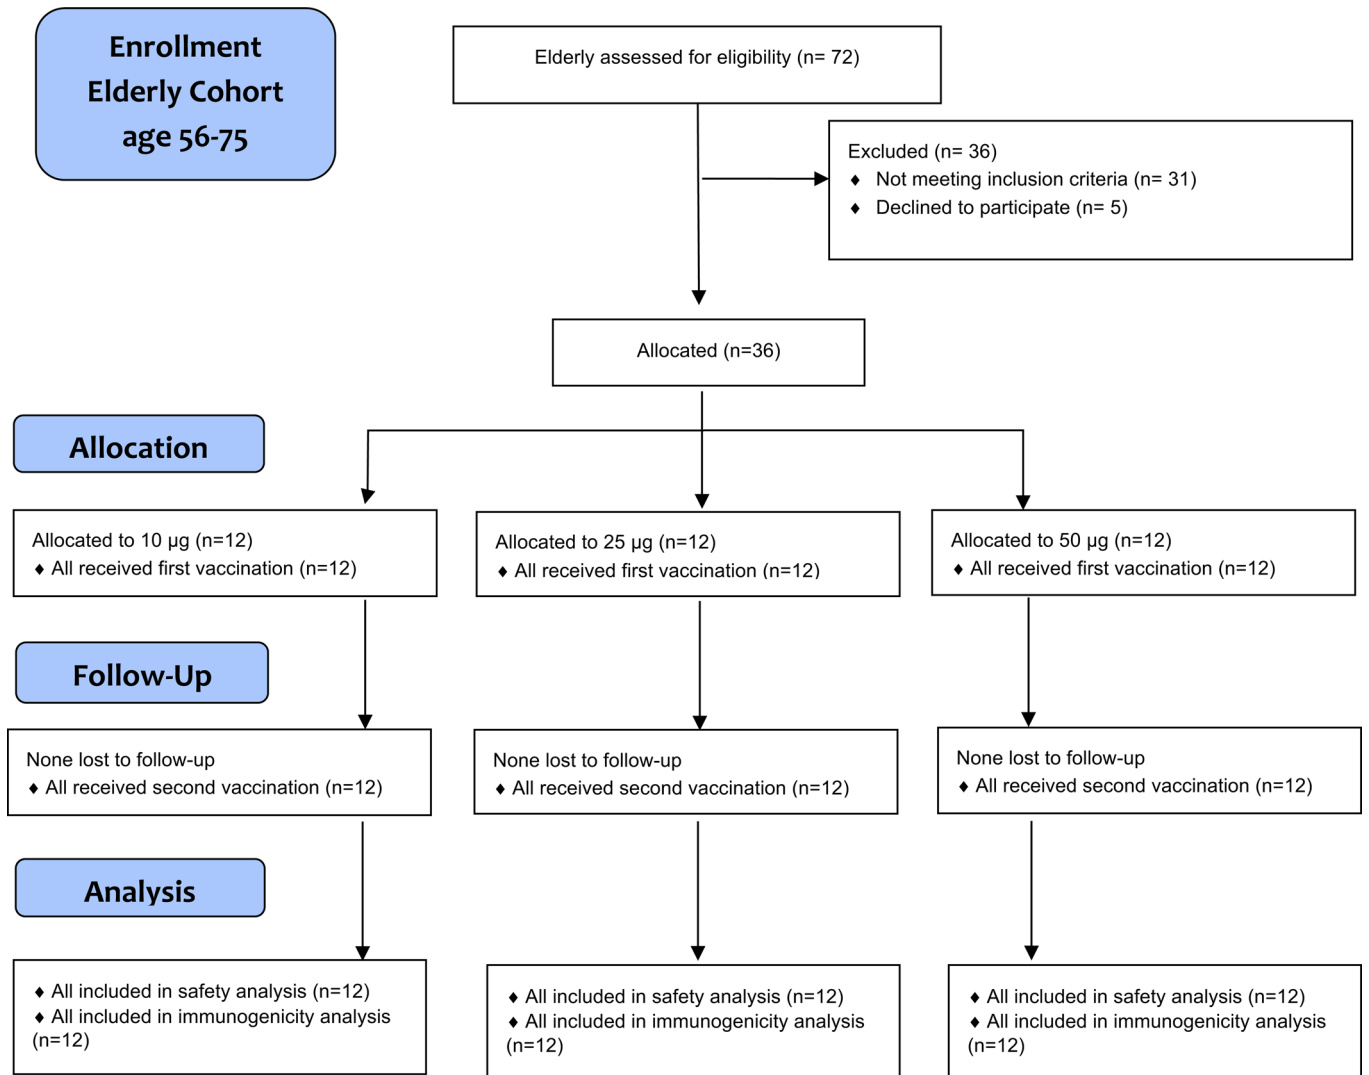 Enrollment
Elderly Cohort
age 56-75
Elderly assessed for eligibility (n= 72)
Excluded (n= 36)
♦ Not meeting inclusion criteria (n= 31)
♦ Declined to participate (n= 5)
Allocated (n=36)
Allocation
Allocated to 10 μg (n=12)
♦ All received first vaccination (n=12)
Allocated to 25 μg (n=12)
♦ All received first vaccination (n=12)
Allocated to 50 μg (n=12)
♦ All received first vaccination (n=12)
Follow-Up
None lost to follow-up
♦ All received second vaccination (n=12)
None lost to follow-up
♦ All received second vaccination (n=12)
None lost to follow-up
♦ All received second vaccination (n=12)
Analysis
♦ All included in safety analysis (n=12)
♦ All included in immunogenicity analysis
(n=12)
♦ All included in safety analysis (n=12)
♦ All included in immunogenicity analysis
(n=12)
♦ All included in safety analysis (n=12)
♦ All included in immunogenicity analysis
(n=12)